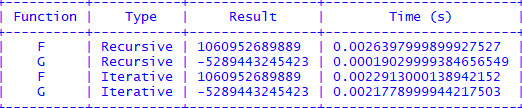 Function | Type | Result | Time (s)
F | Recursive | 1060952689889 | 0.0026397999899927527
G | Recursive | -5289443245423 | 0.00019029999384656549
F | Iterative | 1060952689889 | 0.0022913000138942152
G | Iterative | -5289443245423 | 0.0021778999944217503